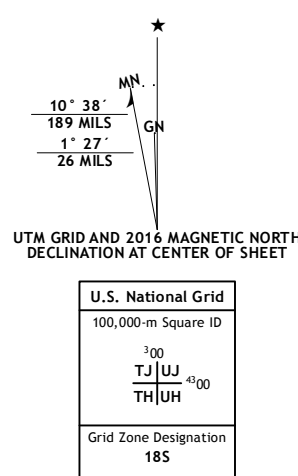 MN
10° 38´
189 MILS
GN
1° 27´
26 MILS
UTM GRID AND 2016 MAGNETIC NORTH
DECLINATION AT CENTER OF SHEET
U.S. National Grid
100,000-m Square ID
³00
TJ UJ
⁴³00
TH UH
Grid Zone Designation
18S